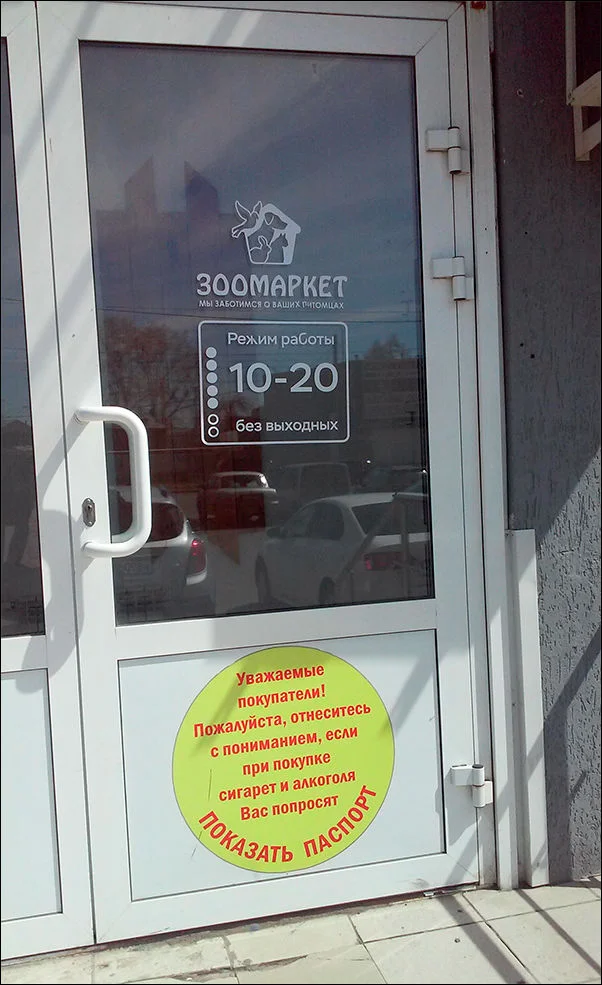 ЗООМАРКЕТ
МЫ ЗАБОТИМСЯ О ВАШИХ ПИТОМЦАХ
Режим работы
10-20
без выходных
Уважаемые
покупатели!
Пожалуйста, отнеситесь
с пониманием, если
при покупке
сигарет и алкоголя
Вас попросят
ПОКАЗАТЬ ПАСПОРТ